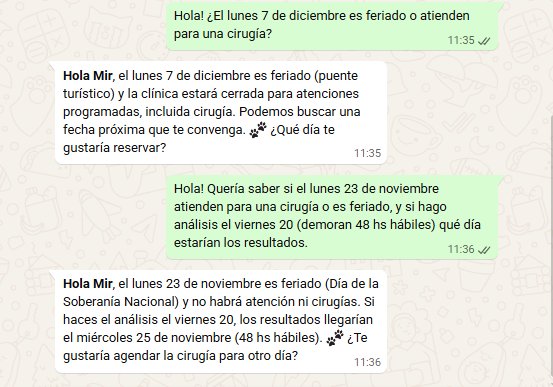 Hola! ¿El lunes 7 de diciembre es feriado o atienden
para una cirugía?
11:35
Hola Mir, el lunes 7 de diciembre es feriado (puente
turístico) y la clínica estará cerrada para atenciones
programadas, incluida cirugía. Podemos buscar una
fecha próxima que te convenga. 🐾 ¿Qué día te
gustaría reservar?
11:35
Hola! Quería saber si el lunes 23 de noviembre
atienden para una cirugía o es feriado, y si hago
análisis el viernes 20 (demoran 48 hs hábiles) qué día
estarían los resultados.
11:36
Hola Mir, el lunes 23 de noviembre es feriado (Día de la
Soberanía Nacional) y no habrá atención ni cirugías. Si
haces el análisis el viernes 20, los resultados llegarían
el miércoles 25 de noviembre (48 hs hábiles). 🐾 ¿Te
gustaría agendar la cirugía para otro día?
11:36